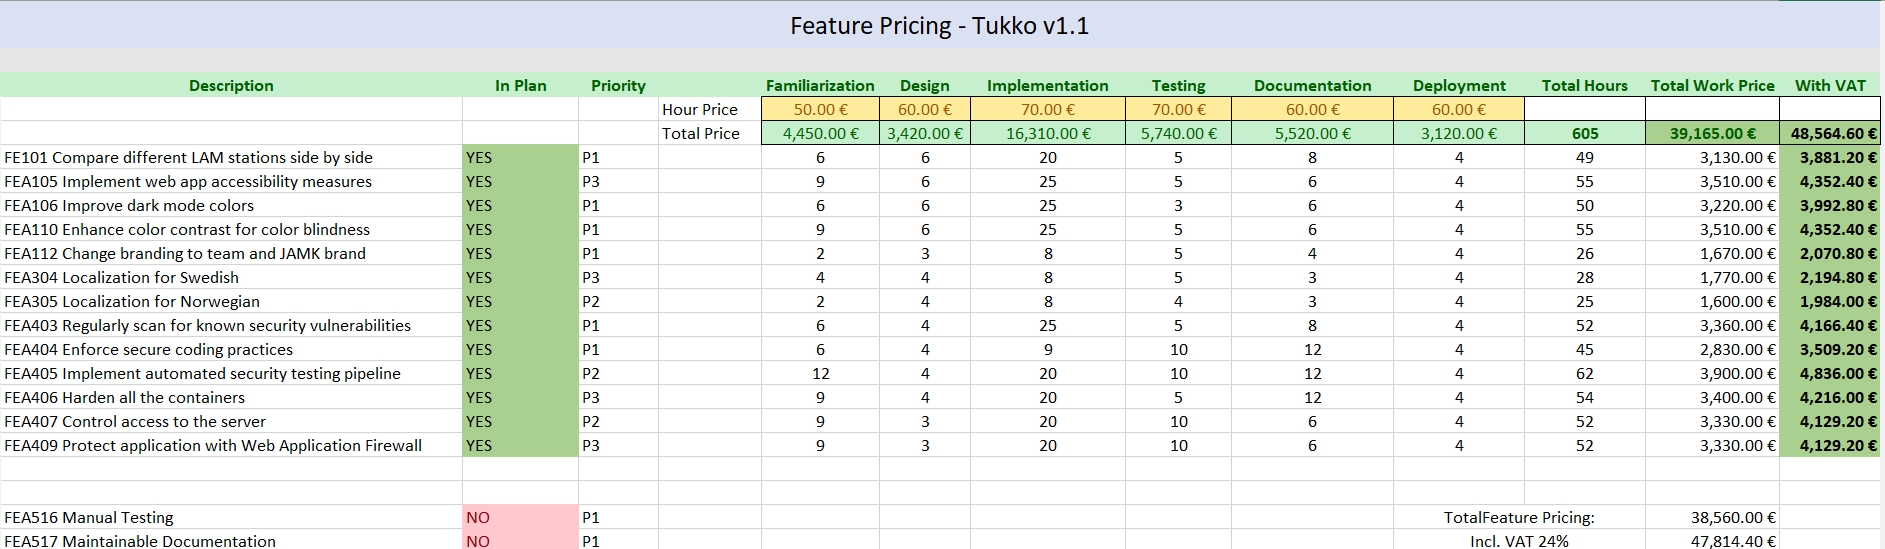 Feature Pricing - Tukko v1.1
Description In Plan Priority Familiarization Design Implementation Testing Documentation Deployment Total Hours Total Work Price With VAT
Hour Price 50.00 € 60.00 € 70.00 € 70.00 € 60.00 € 60.00 €
Total Price 4,450.00 € 3,420.00 € 16,310.00 € 5,740.00 € 5,520.00 € 3,120.00 € 605 39,165.00 € 48,564.60 €
FE101 Compare different LAM stations side by side YES P1 6 6 20 5 8 4 49 3,130.00 € 3,881.20 €
FEA105 Implement web app accessibility measures YES P3 9 6 25 5 6 4 55 3,510.00 € 4,352.40 €
FEA106 Improve dark mode colors YES P1 6 6 25 3 6 4 50 3,220.00 € 3,992.80 €
FEA110 Enhance color contrast for color blindness YES P1 9 6 25 5 6 4 55 3,510.00 € 4,352.40 €
FEA112 Change branding to team and JAMK brand YES P1 2 3 8 5 4 4 26 1,670.00 € 2,070.80 €
FEA304 Localization for Swedish YES P3 4 4 8 5 3 4 28 1,770.00 € 2,194.80 €
FEA305 Localization for Norwegian YES P2 2 4 8 4 3 4 25 1,600.00 € 1,984.00 €
FEA403 Regularly scan for known security vulnerabilities YES P1 6 4 25 5 8 4 52 3,360.00 € 4,166.40 €
FEA404 Enforce secure coding practices YES P1 6 4 9 10 12 4 45 2,830.00 € 3,509.20 €
FEA405 Implement automated security testing pipeline YES P2 12 4 20 10 12 4 62 3,900.00 € 4,836.00 €
FEA406 Harden all the containers YES P3 9 4 20 5 12 4 54 3,400.00 € 4,216.00 €
FEA407 Control access to the server YES P2 9 3 20 10 6 4 52 3,330.00 € 4,129.20 €
FEA409 Protect application with Web Application Firewall YES P3 9 3 20 10 6 4 52 3,330.00 € 4,129.20 €
FEA516 Manual Testing NO P1 TotalFeature Pricing: 38,560.00 €
FEA517 Maintainable Documentation NO P1 Incl. VAT 24% 47,814.40 €